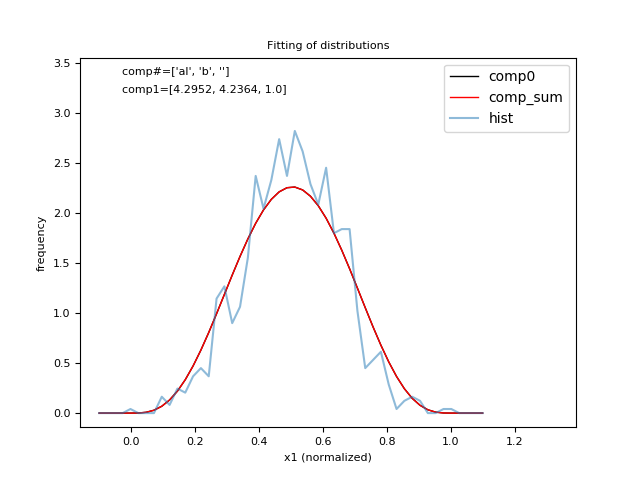 Fitting of distributions
comp#=['al', 'b', '']
comp1=[4.2952, 4.2364, 1.0]
comp0
comp_sum
hist
3.5
3.0
2.5
2.0
1.5
1.0
0.5
0.0
frequency
0.0 0.2 0.4 0.6 0.8 1.0 1.2
x1 (normalized)